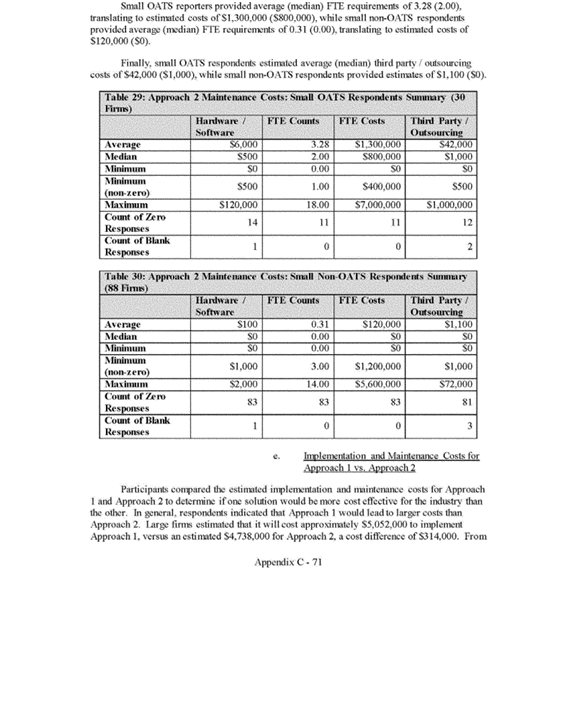 Small OATS reporters provided average (median) FTE requirements of 3.28 (2.00),
translating to estimated costs of $1,300,000 ($800,000), while small non-OATS respondents
provided average (median) FTE requirements of 0.31 (0.00), translating to estimated costs of
$120,000 ($0).
Finally, small OATS respondents estimated average (median) third party / outsourcing
costs of $42,000 ($1,000), while small non-OATS respondents provided estimates of $1,100 ($0).
Table 29: Approach 2 Maintenance Costs: Small OATS Respondents Summary (30
Firms)
Hardware / FTE Counts FTE Costs Third Party /
Software Outsourcing
Average $6,000 3.28 $1,300,000 $42,000
Median $500 2.00 $800,000 $1,000
Minimum $0 0.00 $0 $0
Minimum
(non-zero) $500 1.00 $400,000 $500
Maximum $120,000 18.00 $7,000,000 $1,000,000
Count of Zero
Responses 14 11 11 12
Count of Blank
Responses 1 0 0 2
Table 30: Approach 2 Maintenance Costs: Small Non-OATS Respondents Summary
(88 Firms)
Hardware / FTE Counts FTE Costs Third Party /
Software Outsourcing
Average $100 0.31 $120,000 $1,100
Median $0 0.00 $0 $0
Minimum $0 0.00 $0 $0
Minimum
(non-zero) $1,000 3.00 $1,200,000 $1,000
Maximum $2,000 14.00 $5,600,000 $72,000
Count of Zero
Responses 83 83 83 81
Count of Blank
Responses 1 0 0 3
e. Implementation and Maintenance Costs for
Approach 1 vs. Approach 2
Participants compared the estimated implementation and maintenance costs for Approach
1 and Approach 2 to determine if one solution would be more cost effective for the industry than
the other. In general, respondents indicated that Approach 1 would lead to larger costs than
Approach 2. Large firms estimated that it will cost approximately $5,052,000 to implement
Approach 1, versus an estimated $4,738,000 for Approach 2, a cost difference of $314,000. From
Appendix C - 71